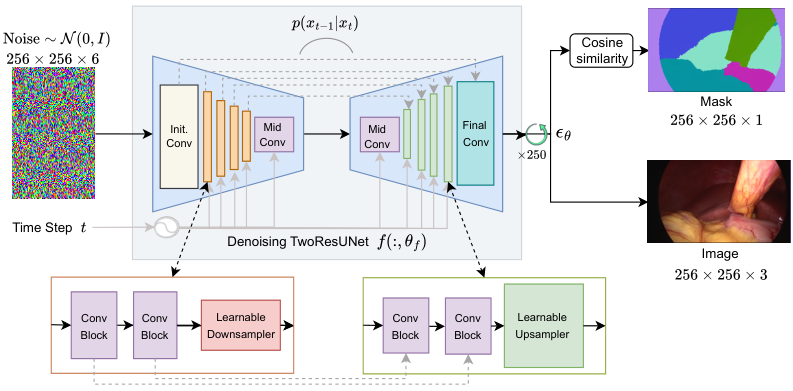 p(x_{t−1}|x_t)
Noise ∼ 𝒩(0, I)
256 × 256 × 6
Init.
Conv
Mid
Conv
Mid
Conv
Final
Conv
×250
ϵ_θ
Cosine
similarity
Mask
256 × 256 × 1
Image
256 × 256 × 3
Time Step t
Denoising TwoResUNet f(:, θ_f)
Conv
Block
Conv
Block
Learnable
Downsampler
Conv
Block
Conv
Block
Learnable
Upsampler